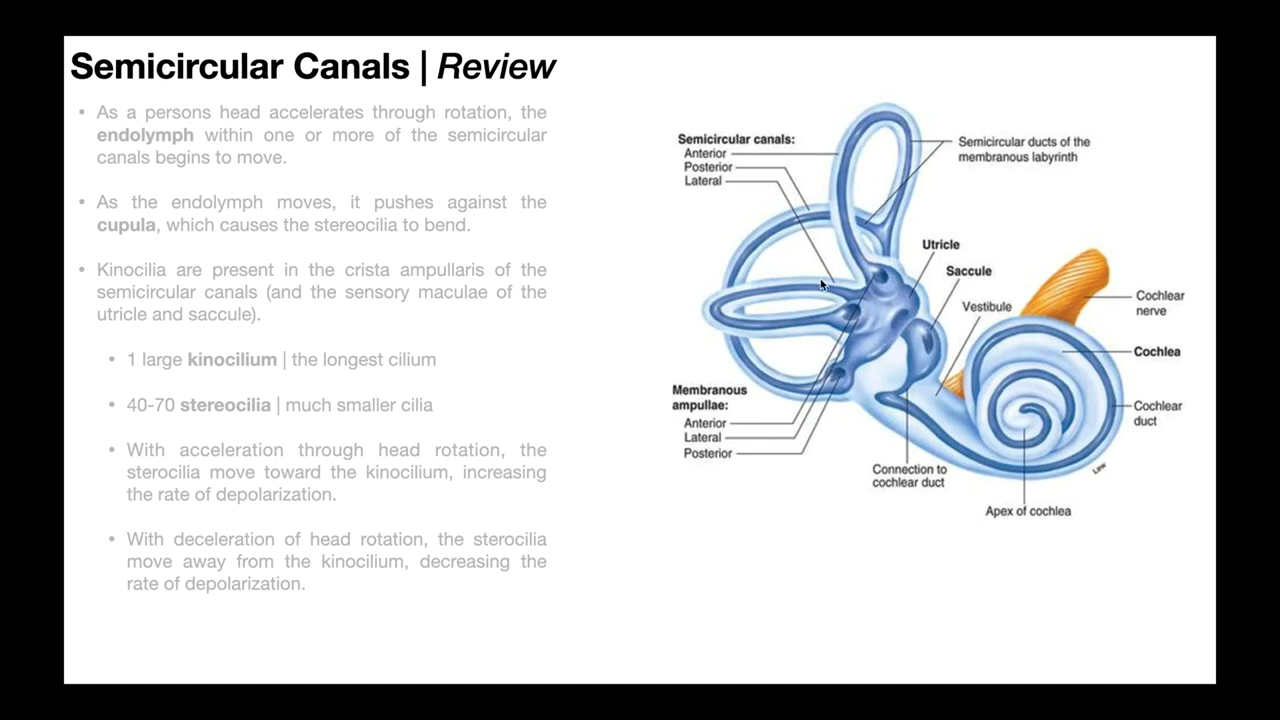 Semicircular Canals | Review
• As a persons head accelerates through rotation, the
endolymph within one or more of the semicircular
canals begins to move.
• As the endolymph moves, it pushes against the
cupula, which causes the stereocilia to bend.
• Kinocilia are present in the crista ampullaris of the
semicircular canals (and the sensory maculae of the
utricle and saccule).
• 1 large kinocilium | the longest cilium
• 40-70 stereocilia | much smaller cilia
• With acceleration through head rotation, the
sterocilia move toward the kinocilium, increasing
the rate of depolarization.
• With deceleration of head rotation, the sterocilia
move away from the kinocilium, decreasing the
rate of depolarization.
Semicircular canals:
Anterior
Posterior
Lateral
Semicircular ducts of the
membranous labyrinth
Utricle
Saccule
Vestibule
Cochlear
nerve
Cochlea
Cochlear
duct
Membranous
ampullae:
Anterior
Lateral
Posterior
Connection to
cochlear duct
Apex of cochlea